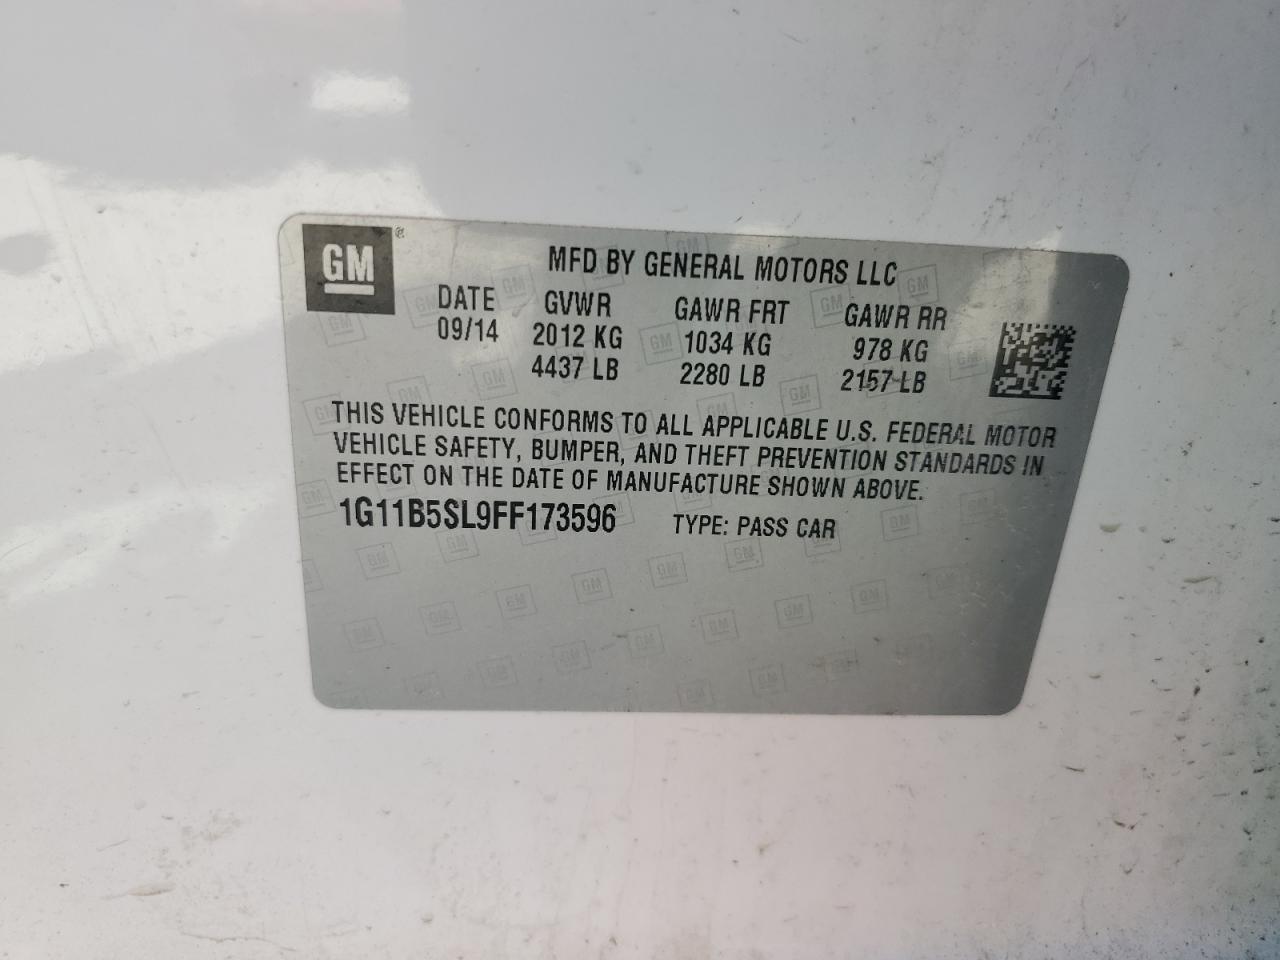 GM®
MFD BY GENERAL MOTORS LLC
DATE GVWR GAWR FRT GAWR RR
09/14 2012 KG 1034 KG 978 KG
4437 LB 2280 LB 2157 LB
THIS VEHICLE CONFORMS TO ALL APPLICABLE U.S. FEDERAL MOTOR
VEHICLE SAFETY, BUMPER, AND THEFT PREVENTION STANDARDS IN
EFFECT ON THE DATE OF MANUFACTURE SHOWN ABOVE.
1G11B5SL9FF173596 TYPE: PASS CAR